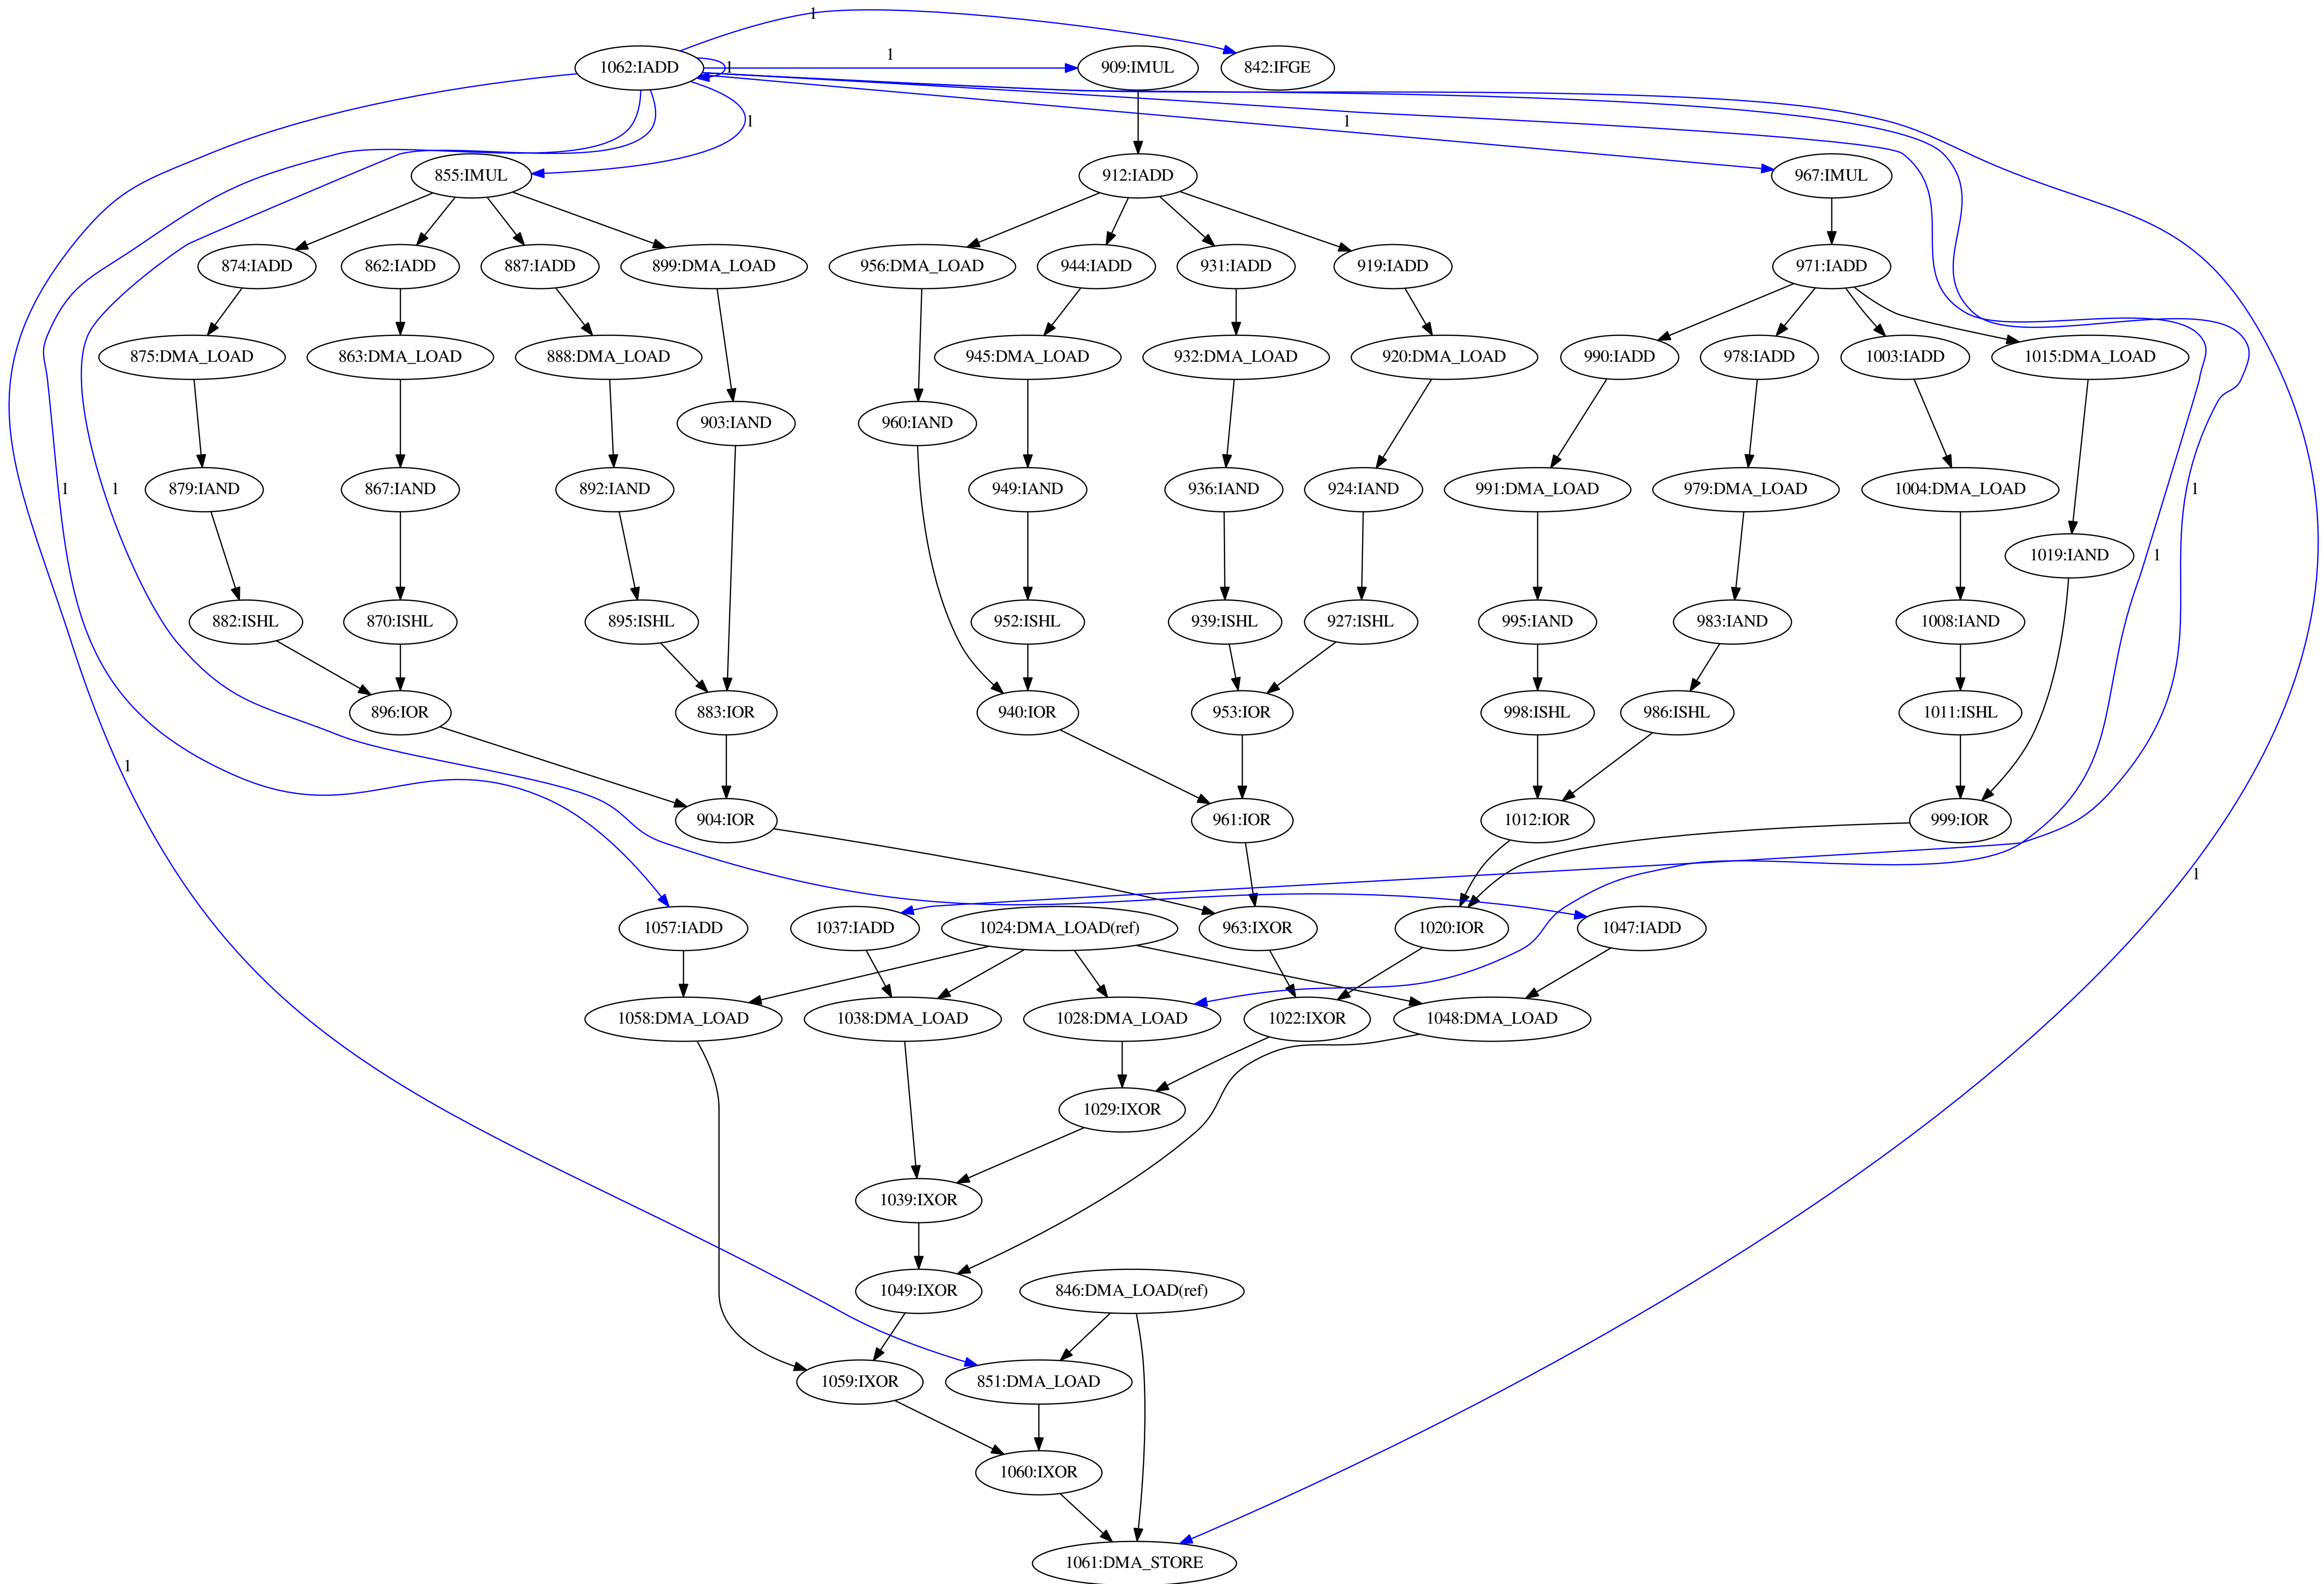 1
1062:IADD
1
1
909:IMUL
842:IFGE
1
1
855:IMUL
912:IADD
967:IMUL
874:IADD
862:IADD
887:IADD
899:DMA_LOAD
956:DMA_LOAD
944:IADD
931:IADD
919:IADD
971:IADD
875:DMA_LOAD
863:DMA_LOAD
888:DMA_LOAD
945:DMA_LOAD
932:DMA_LOAD
920:DMA_LOAD
990:IADD
978:IADD
1003:IADD
1015:DMA_LOAD
903:IAND
960:IAND
1
1
879:IAND
867:IAND
892:IAND
949:IAND
936:IAND
924:IAND
991:DMA_LOAD
979:DMA_LOAD
1004:DMA_LOAD
1
1019:IAND
1
882:ISHL
870:ISHL
895:ISHL
952:ISHL
939:ISHL
927:ISHL
995:IAND
983:IAND
1008:IAND
896:IOR
883:IOR
940:IOR
953:IOR
998:ISHL
986:ISHL
1011:ISHL
1
904:IOR
961:IOR
1012:IOR
999:IOR
1
1057:IADD
1037:IADD
1024:DMA_LOAD(ref)
963:IXOR
1020:IOR
1047:IADD
1058:DMA_LOAD
1038:DMA_LOAD
1028:DMA_LOAD
1022:IXOR
1048:DMA_LOAD
1029:IXOR
1039:IXOR
1049:IXOR
846:DMA_LOAD(ref)
1059:IXOR
851:DMA_LOAD
1060:IXOR
1061:DMA_STORE